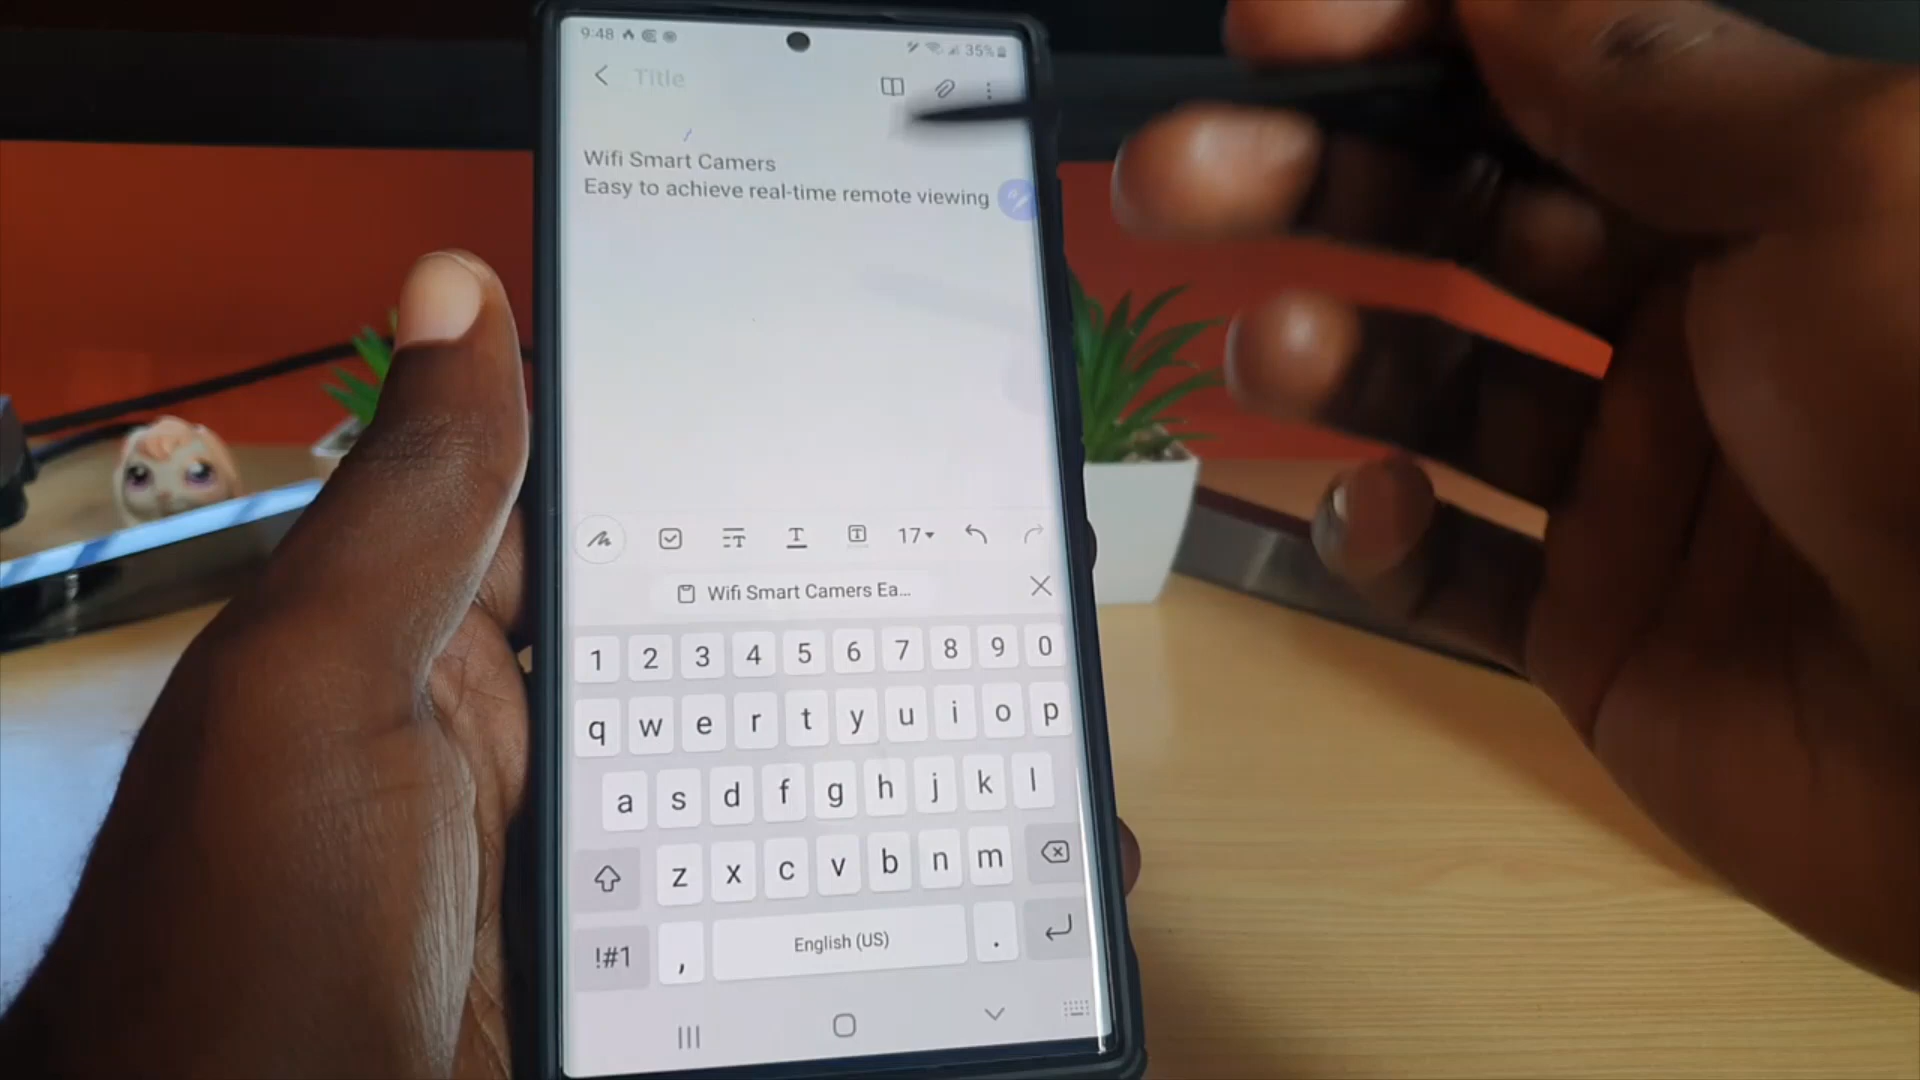 9:48 35%
Title
Wifi Smart Camers
Easy to achieve real-time remote viewing
17
Wifi Smart Camers Ea...
1 2 3 4 5 6 7 8 9 0
q w e r t y u i o p
a s d f g h j k l
z x c v b n m
!#1 , English (US) .